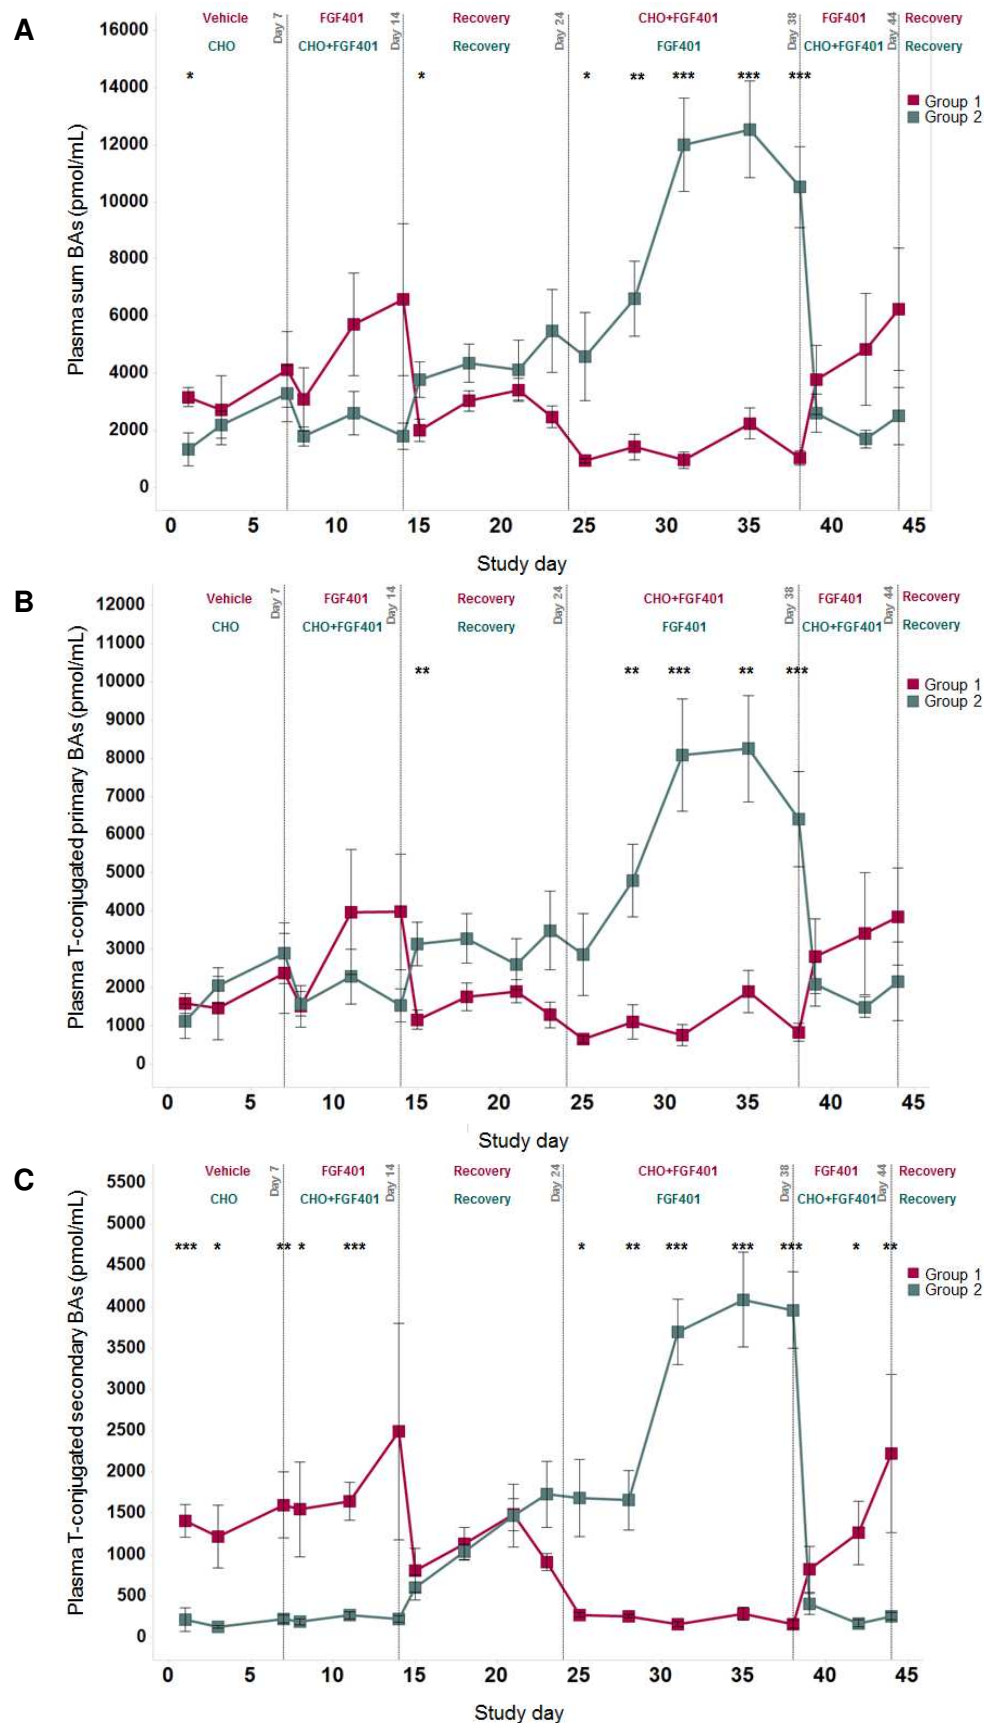 A
Vehicle FGF401 Recovery CHO+FGF401 FGF401 Recovery
CHO CHO+FGF401 Recovery FGF401 CHO+FGF401 Recovery
Day 7 Day 14 Day 24 Day 38 Day 44
* * * ** *** *** ***
Group 1
Group 2
Plasma sum BAs (pmol/mL)
16000
14000
12000
10000
8000
6000
4000
2000
0
0 5 10 15 20 25 30 35 40 45
Study day
B
Vehicle FGF401 Recovery CHO+FGF401 FGF401 Recovery
CHO CHO+FGF401 Recovery FGF401 CHO+FGF401 Recovery
Day 7 Day 14 Day 24 Day 38 Day 44
** ** *** ** ***
Group 1
Group 2
Plasma T-conjugated primary BAs (pmol/mL)
12000
11000
10000
9000
8000
7000
6000
5000
4000
3000
2000
1000
0
0 5 10 15 20 25 30 35 40 45
Study day
C
Vehicle FGF401 Recovery CHO+FGF401 FGF401 Recovery
CHO CHO+FGF401 Recovery FGF401 CHO+FGF401 Recovery
Day 7 Day 14 Day 24 Day 38 Day 44
*** * ** * *** * ** *** *** *** * **
Group 1
Group 2
Plasma T-conjugated secondary BAs (pmol/mL)
5500
5000
4500
4000
3500
3000
2500
2000
1500
1000
500
0
0 5 10 15 20 25 30 35 40 45
Study day